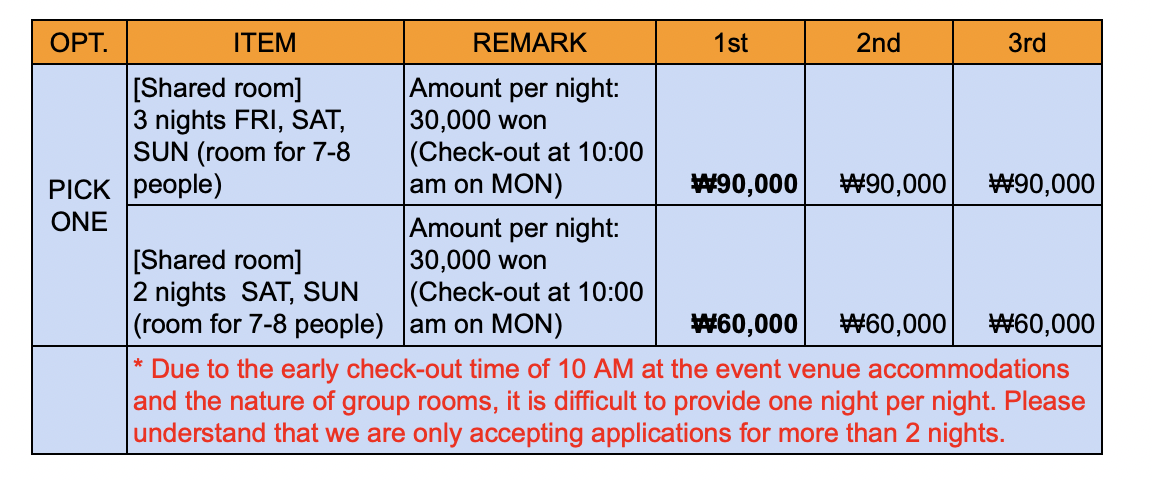 OPT. ITEM REMARK 1st 2nd 3rd
PICK ONE
[Shared room]
3 nights FRI, SAT,
SUN (room for 7-8
people)
Amount per night:
30,000 won
(Check-out at 10:00
am on MON)
₩90,000 ₩90,000 ₩90,000
[Shared room]
2 nights  SAT, SUN
(room for 7-8 people)
Amount per night:
30,000 won
(Check-out at 10:00
am on MON)
₩60,000 ₩60,000 ₩60,000
* Due to the early check-out time of 10 AM at the event venue accommodations
and the nature of group rooms, it is difficult to provide one night per night. Please
understand that we are only accepting applications for more than 2 nights.